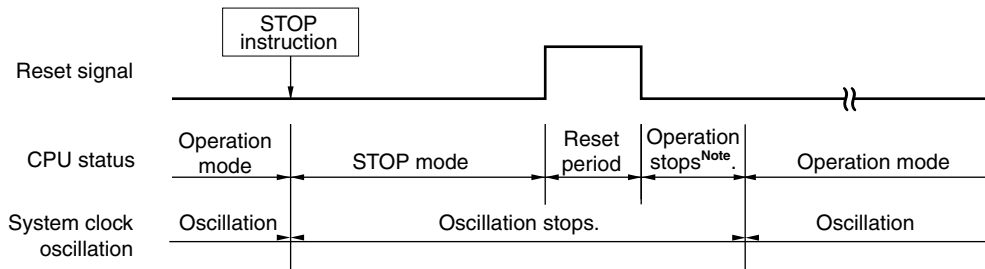 STOP
instruction
Reset signal
CPU status
Operation
mode
STOP mode
Reset
period
Operation
stopsNote.
Operation mode
System clock
oscillation
Oscillation
Oscillation stops.
Oscillation